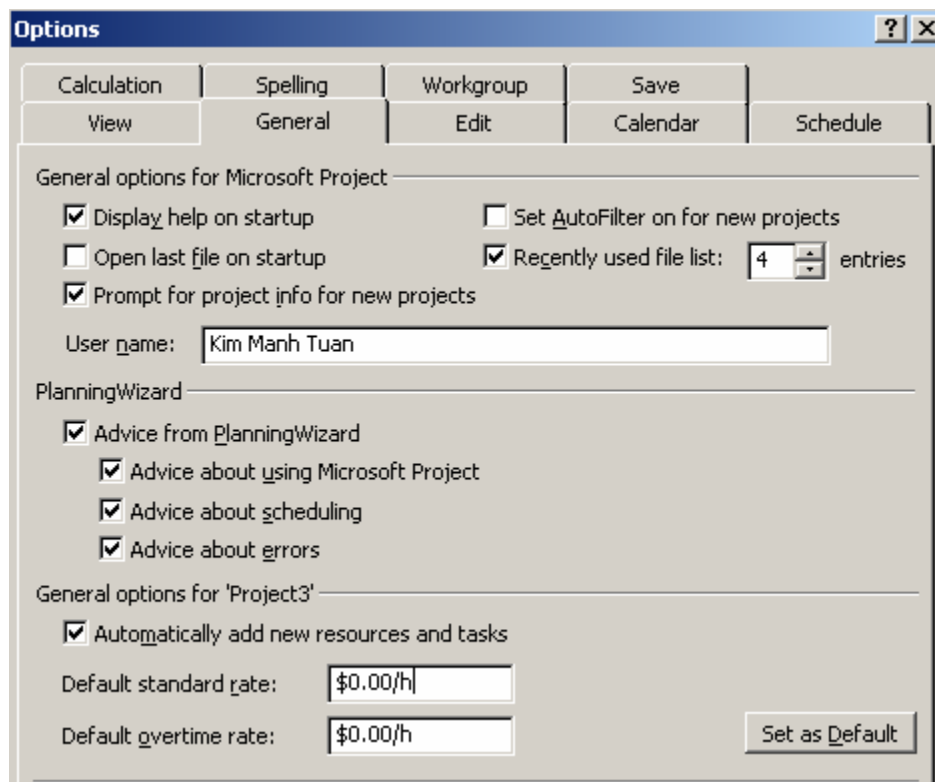 Options
Calculation Spelling Workgroup Save
View General Edit Calendar Schedule
General options for Microsoft Project
Display help on startup Set AutoFilter on for new projects
Open last file on startup Recently used file list: 4 entries
Prompt for project info for new projects
User name: Kim Manh Tuan
PlanningWizard
Advice from PlanningWizard
Advice about using Microsoft Project
Advice about scheduling
Advice about errors
General options for 'Project3'
Automatically add new resources and tasks
Default standard rate: $0.00/h
Default overtime rate: $0.00/h Set as Default